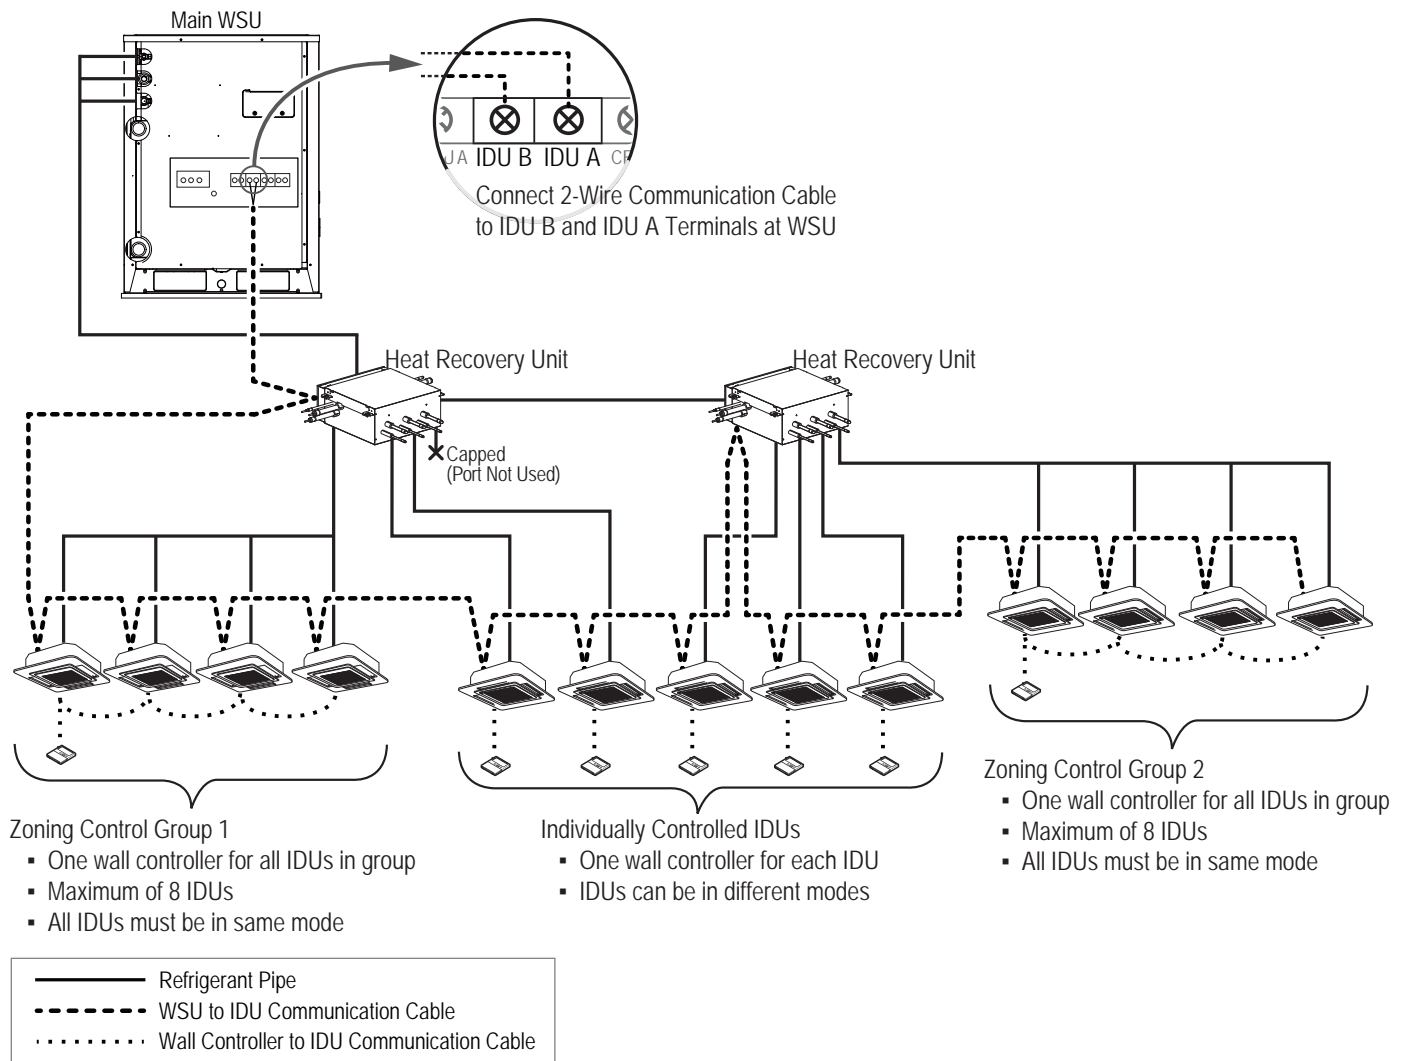 Main WSU
UA IDU B IDU A
Connect 2-Wire Communication Cable
to IDU B and IDU A Terminals at WSU
Heat Recovery Unit
Heat Recovery Unit
Capped
(Port Not Used)
Zoning Control Group 1
▪ One wall controller for all IDUs in group
▪ Maximum of 8 IDUs
▪ All IDUs must be in same mode
Individually Controlled IDUs
▪ One wall controller for each IDU
▪ IDUs can be in different modes
Zoning Control Group 2
▪ One wall controller for all IDUs in group
▪ Maximum of 8 IDUs
▪ All IDUs must be in same mode
Refrigerant Pipe
WSU to IDU Communication Cable
Wall Controller to IDU Communication Cable